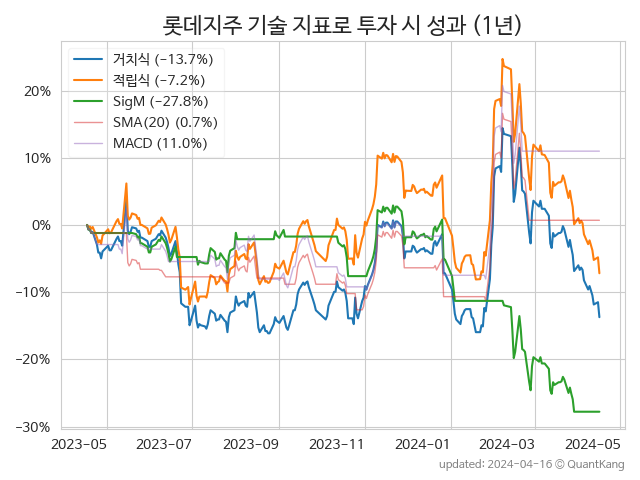 롯데지주 기술 지표로 투자 시 성과 (1년)
거치식 (−13.7%)
적립식 (−7.2%)
SigM (−27.8%)
SMA(20) (0.7%)
MACD (11.0%)
20%
10%
0%
−10%
−20%
−30%
2023−05 2023−07 2023−09 2023−11 2024−01 2024−03 2024−05
updated: 2024−04−16 ⓒ QuantKang